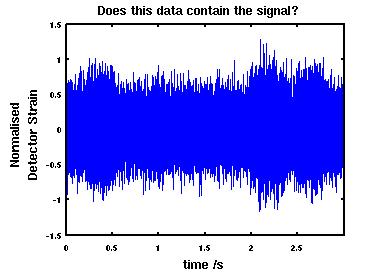 Does this data contain the signal?
1.5
1
0.5
0
-0.5
-1
-1.5
Normalised
Detector Strain
0 0.5 1 1.5 2 2.5
time /s